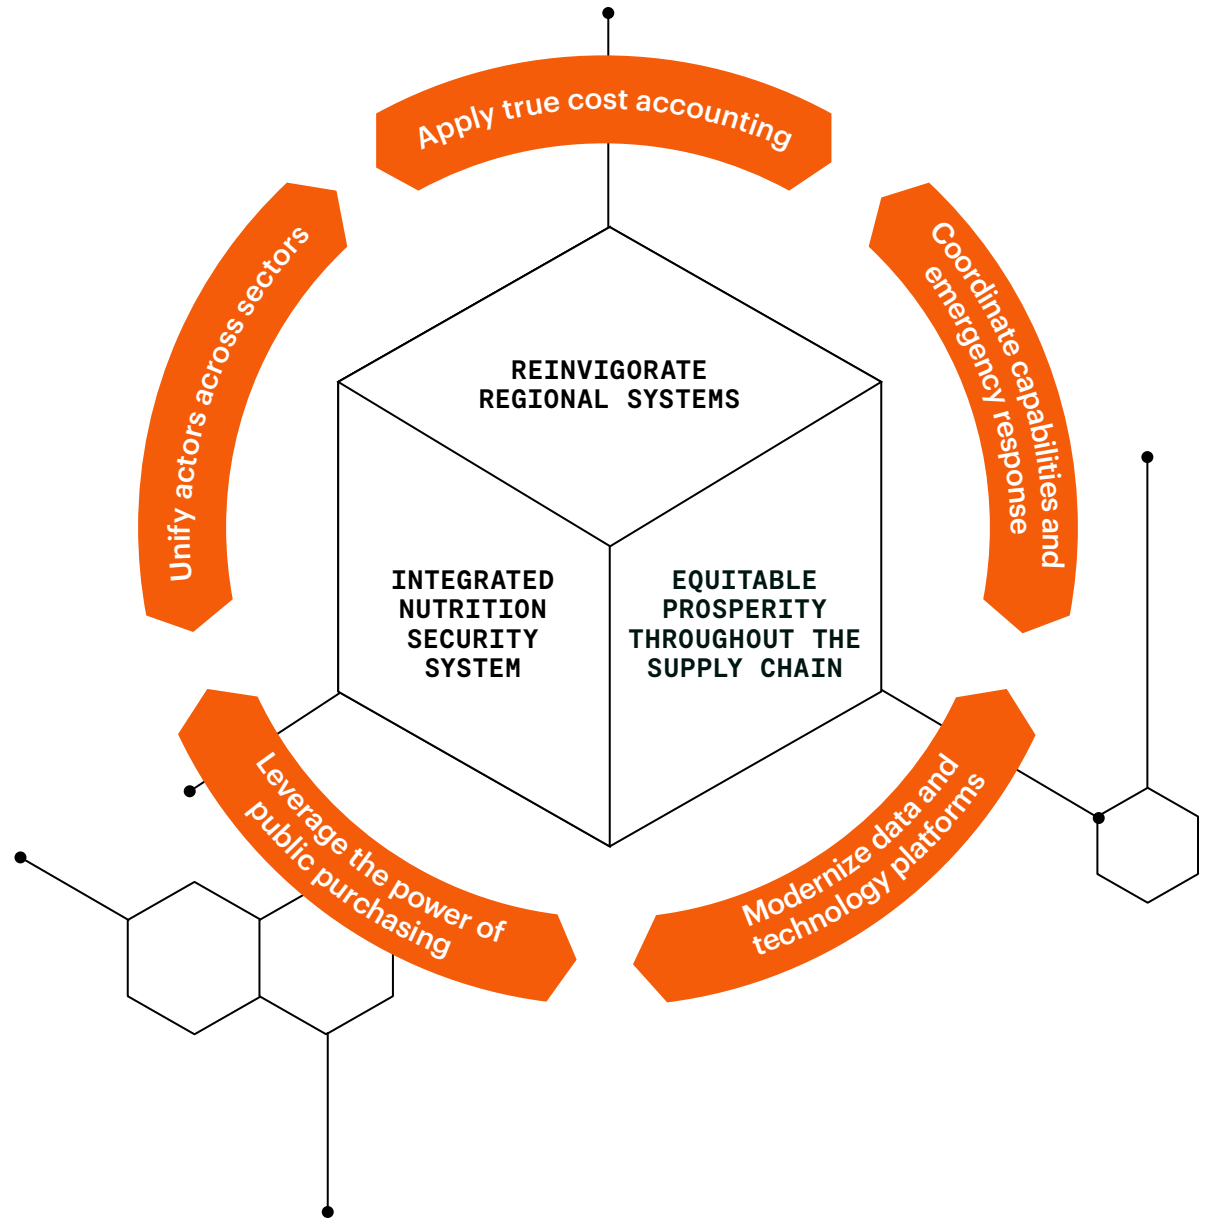 Apply true cost accounting
Unify actors across sectors
Coordinate capabilities and
emergency response
REINVIGORATE
REGIONAL SYSTEMS
INTEGRATED
NUTRITION
SECURITY
SYSTEM
EQUITABLE
PROSPERITY
THROUGHOUT THE
SUPPLY CHAIN
Leverage the power of
public purchasing
Modernize data and
technology platforms